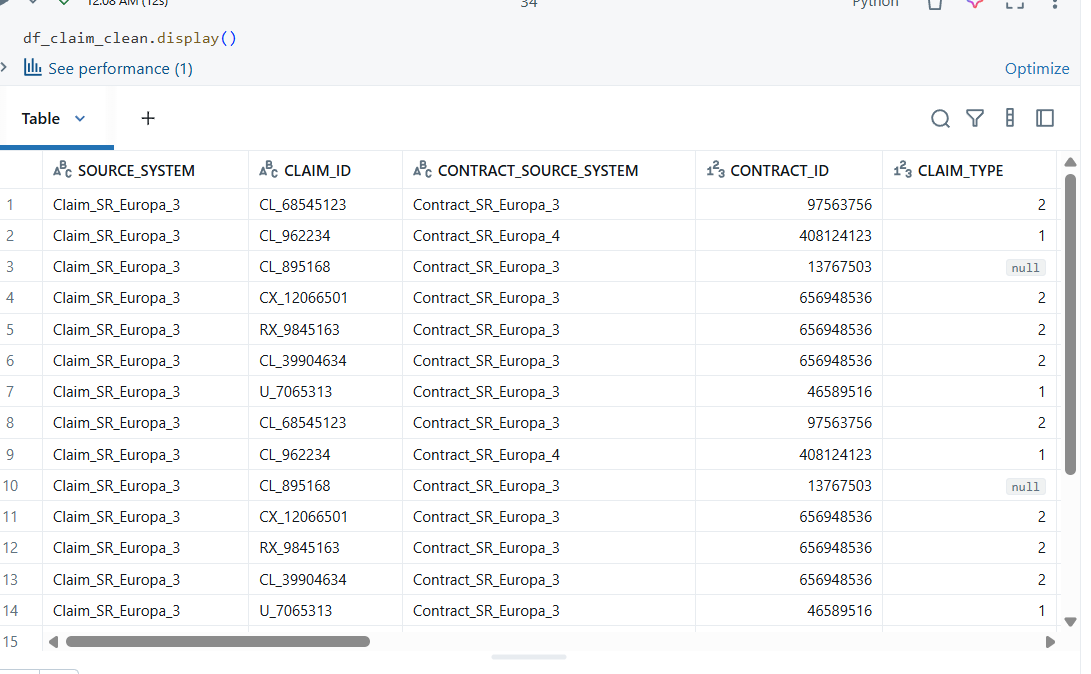 12:08 AM (12s)
34
Python
df_claim_clean.display()
See performance (1)
Optimize
Table
SOURCE_SYSTEM CLAIM_ID CONTRACT_SOURCE_SYSTEM CONTRACT_ID CLAIM_TYPE
1 Claim_SR_Europa_3 CL_68545123 Contract_SR_Europa_3 97563756 2
2 Claim_SR_Europa_3 CL_962234 Contract_SR_Europa_4 408124123 1
3 Claim_SR_Europa_3 CL_895168 Contract_SR_Europa_3 13767503 null
4 Claim_SR_Europa_3 CX_12066501 Contract_SR_Europa_3 656948536 2
5 Claim_SR_Europa_3 RX_9845163 Contract_SR_Europa_3 656948536 2
6 Claim_SR_Europa_3 CL_39904634 Contract_SR_Europa_3 656948536 2
7 Claim_SR_Europa_3 U_7065313 Contract_SR_Europa_3 46589516 1
8 Claim_SR_Europa_3 CL_68545123 Contract_SR_Europa_3 97563756 2
9 Claim_SR_Europa_3 CL_962234 Contract_SR_Europa_4 408124123 1
10 Claim_SR_Europa_3 CL_895168 Contract_SR_Europa_3 13767503 null
11 Claim_SR_Europa_3 CX_12066501 Contract_SR_Europa_3 656948536 2
12 Claim_SR_Europa_3 RX_9845163 Contract_SR_Europa_3 656948536 2
13 Claim_SR_Europa_3 CL_39904634 Contract_SR_Europa_3 656948536 2
14 Claim_SR_Europa_3 U_7065313 Contract_SR_Europa_3 46589516 1
15